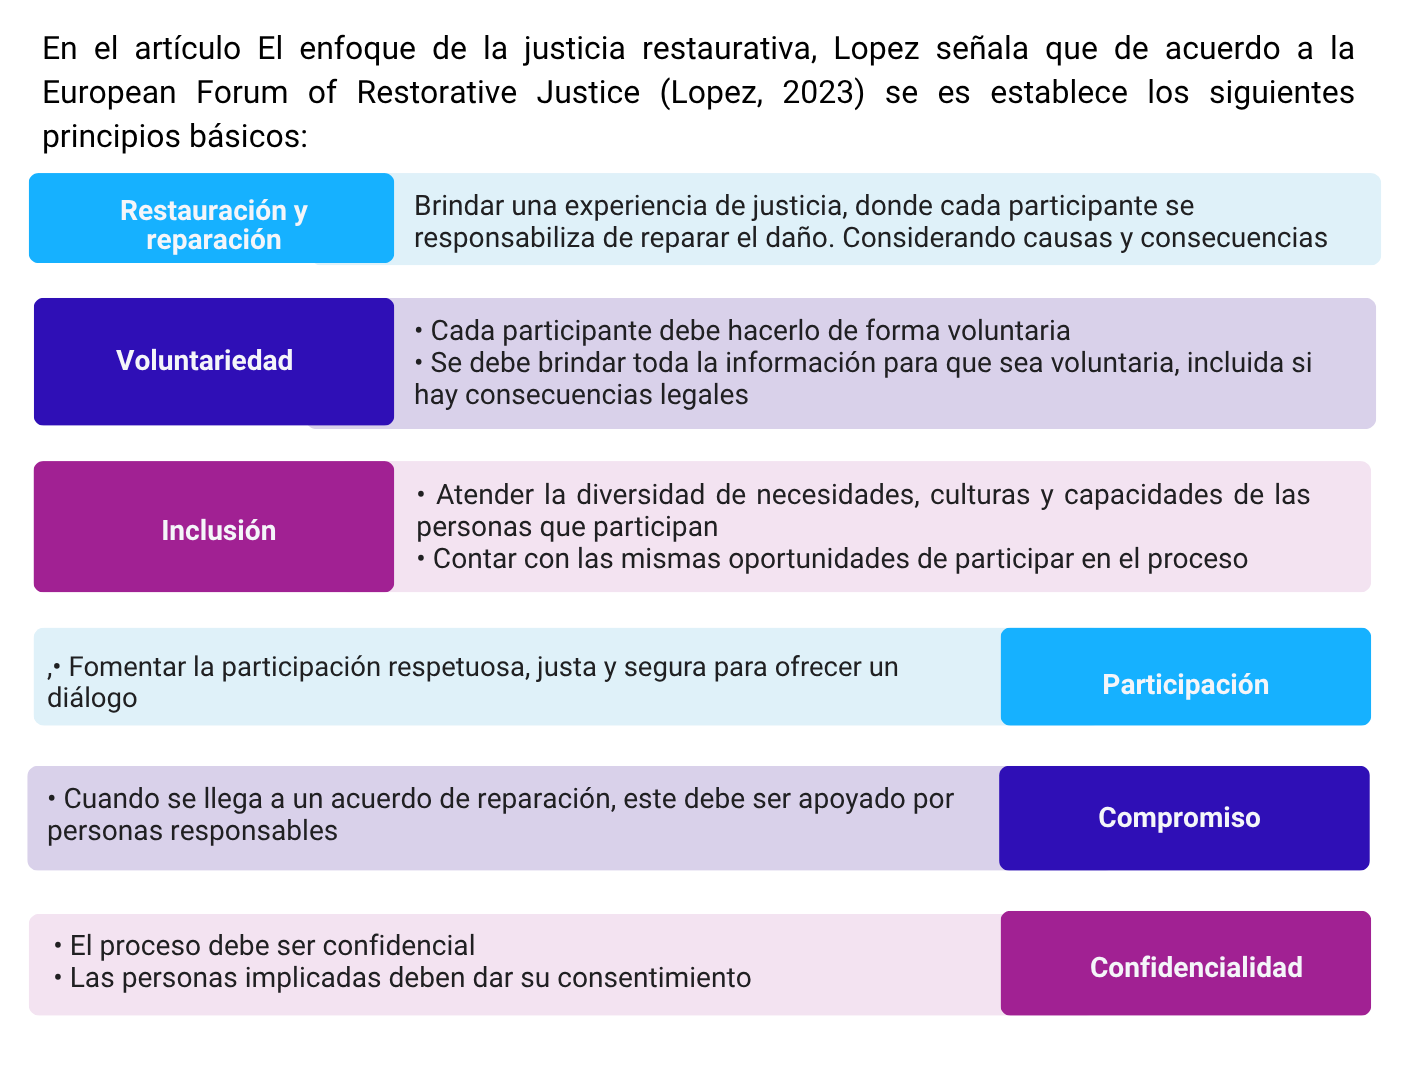 En el artículo El enfoque de la justicia restaurativa, Lopez señala que de acuerdo a la
European Forum of Restorative Justice (Lopez, 2023) se es establece los siguientes
principios básicos:
Restauración y
reparación
Brindar una experiencia de justicia, donde cada participante se
responsabiliza de reparar el daño. Considerando causas y consecuencias
Voluntariedad
• Cada participante debe hacerlo de forma voluntaria
• Se debe brindar toda la información para que sea voluntaria, incluida si
hay consecuencias legales
Inclusión
• Atender la diversidad de necesidades, culturas y capacidades de las
personas que participan
• Contar con las mismas oportunidades de participar en el proceso
,• Fomentar la participación respetuosa, justa y segura para ofrecer un
diálogo
Participación
• Cuando se llega a un acuerdo de reparación, este debe ser apoyado por
personas responsables
Compromiso
• El proceso debe ser confidencial
• Las personas implicadas deben dar su consentimiento
Confidencialidad